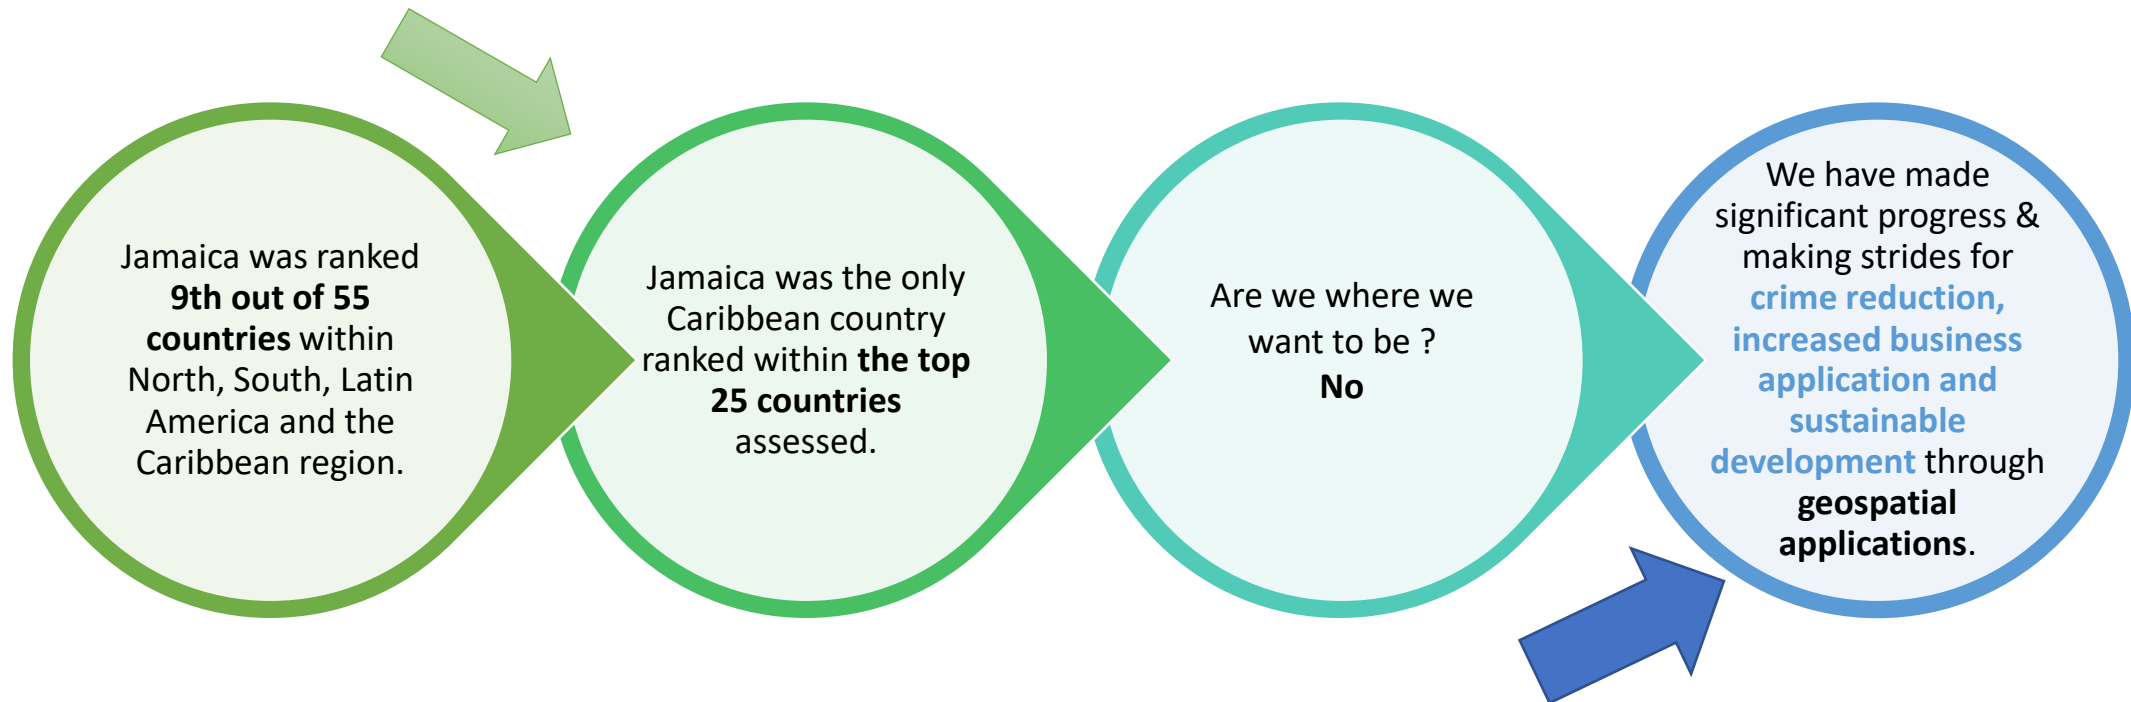 Jamaica was ranked
9th out of 55
countries within
North, South, Latin
America and the
Caribbean region.
Jamaica was the only
Caribbean country
ranked within the top
25 countries
assessed.
Are we where we
want to be ?
No
We have made
significant progress &
making strides for
crime reduction,
increased business
application and
sustainable
development through
geospatial
applications.